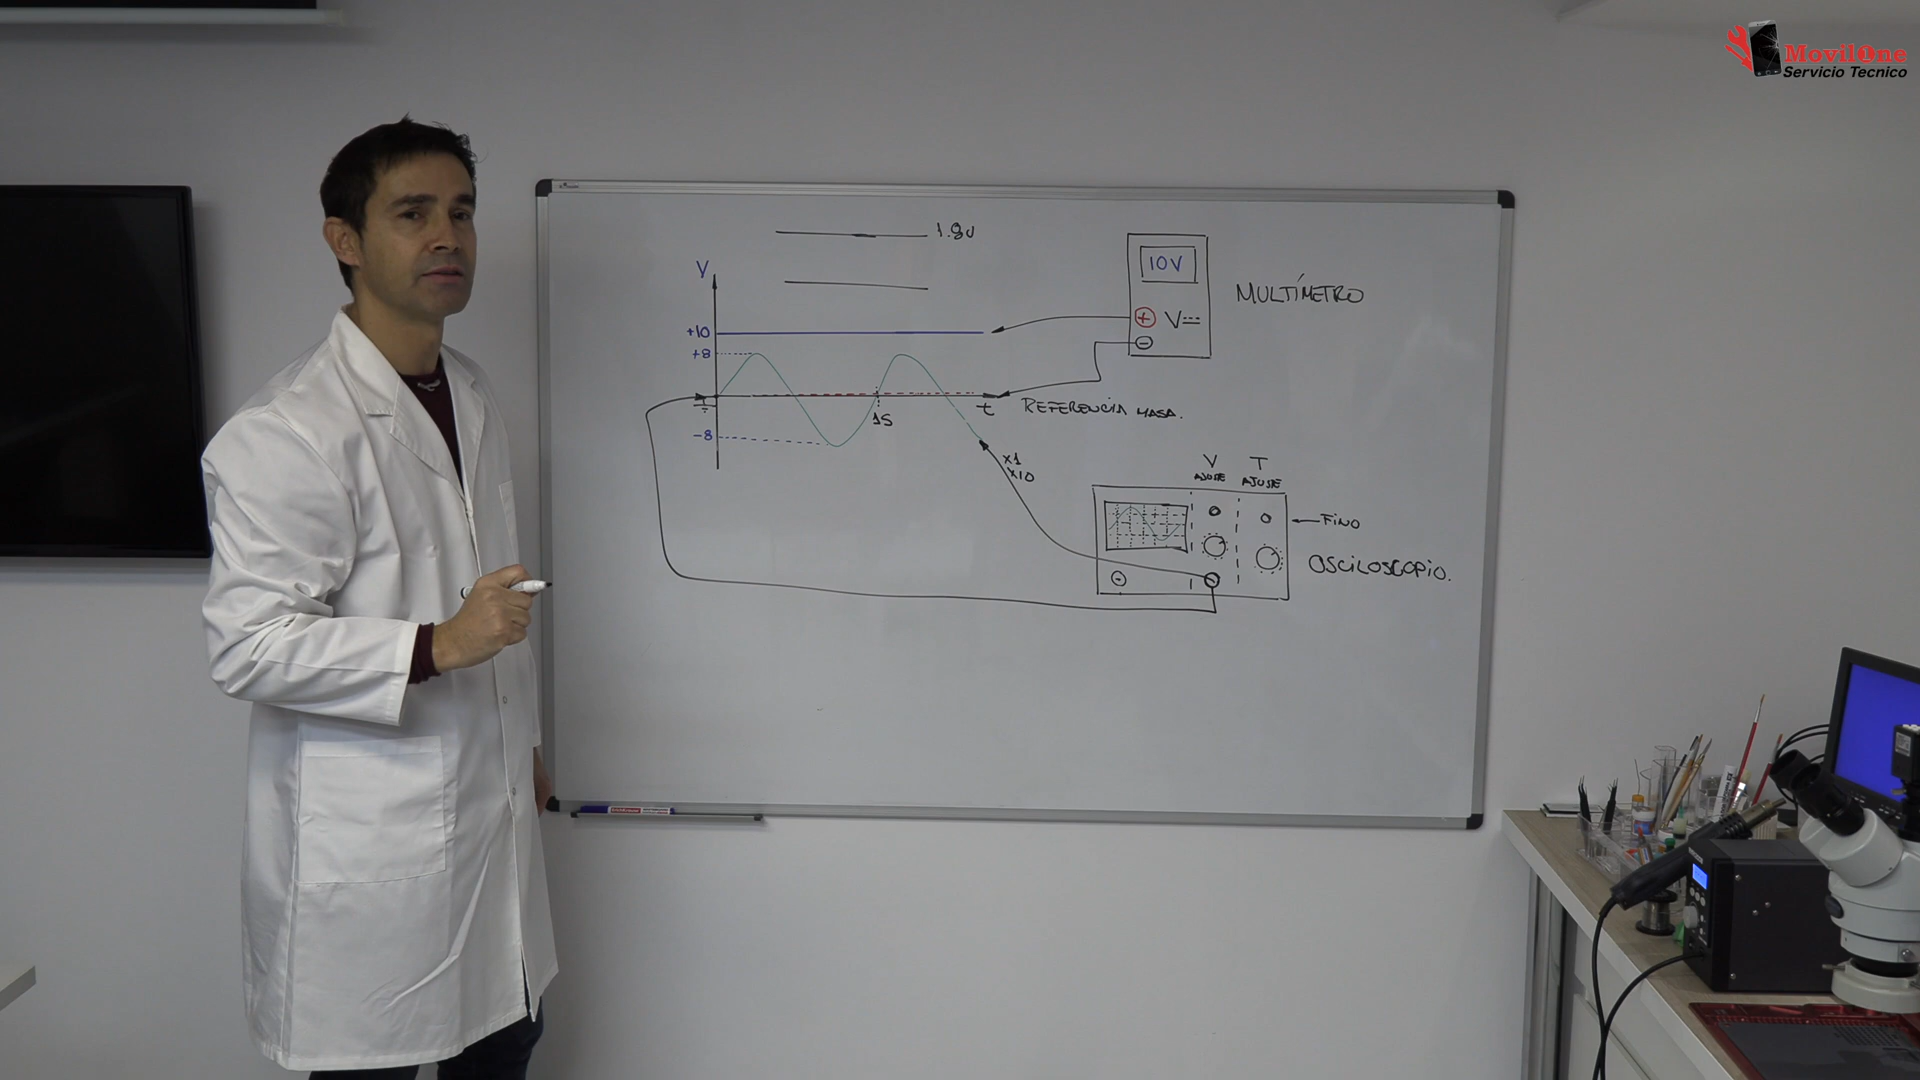 MovilOne
Servicio Tecnico
1.8V
V
10V
MULTÍMETRO
+
V
-
+10
+8
t
REFERENCIA MASA.
1S
-8
x1
x10
V
AJUSTE
T
AJUSTE
FINO
OSCILOSCOPIO.